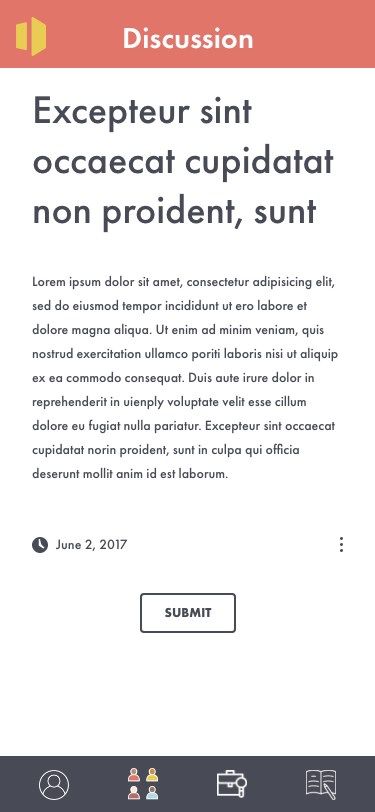 Discussion
Excepteur sint
occaecat cupidatat
non proident, sunt
Lorem ipsum dolor sit amet, consectetur adipisicing elit,
sed do eiusmod tempor incididunt ut ero labore et
dolore magna aliqua. Ut enim ad minim veniam, quis
nostrud exercitation ullamco poriti laboris nisi ut aliquip
ex ea commodo consequat. Duis aute irure dolor in
reprehenderit in uienply voluptate velit esse cillum
dolore eu fugiat nulla pariatur. Excepteur sint occaecat
cupidatat norin proident, sunt in culpa qui officia
deserunt mollit anim id est laborum.
June 2, 2017
SUBMIT